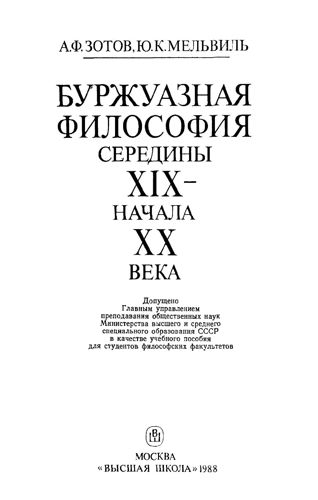 А.Ф.ЗОТОВ, Ю.К.МЕЛЬВИЛЬ
БУРЖУАЗНАЯ
ФИЛОСОФИЯ
СЕРЕДИНЫ
XIX–
НАЧАЛА
XX
ВЕКА
Допущено
Главным управлением
преподавания общественных наук
Министерства высшего и среднего
специального образования СССР
в качестве учебного пособия
для студентов философских факультетов
МОСКВА
«ВЫСШАЯ ШКОЛА» 1988